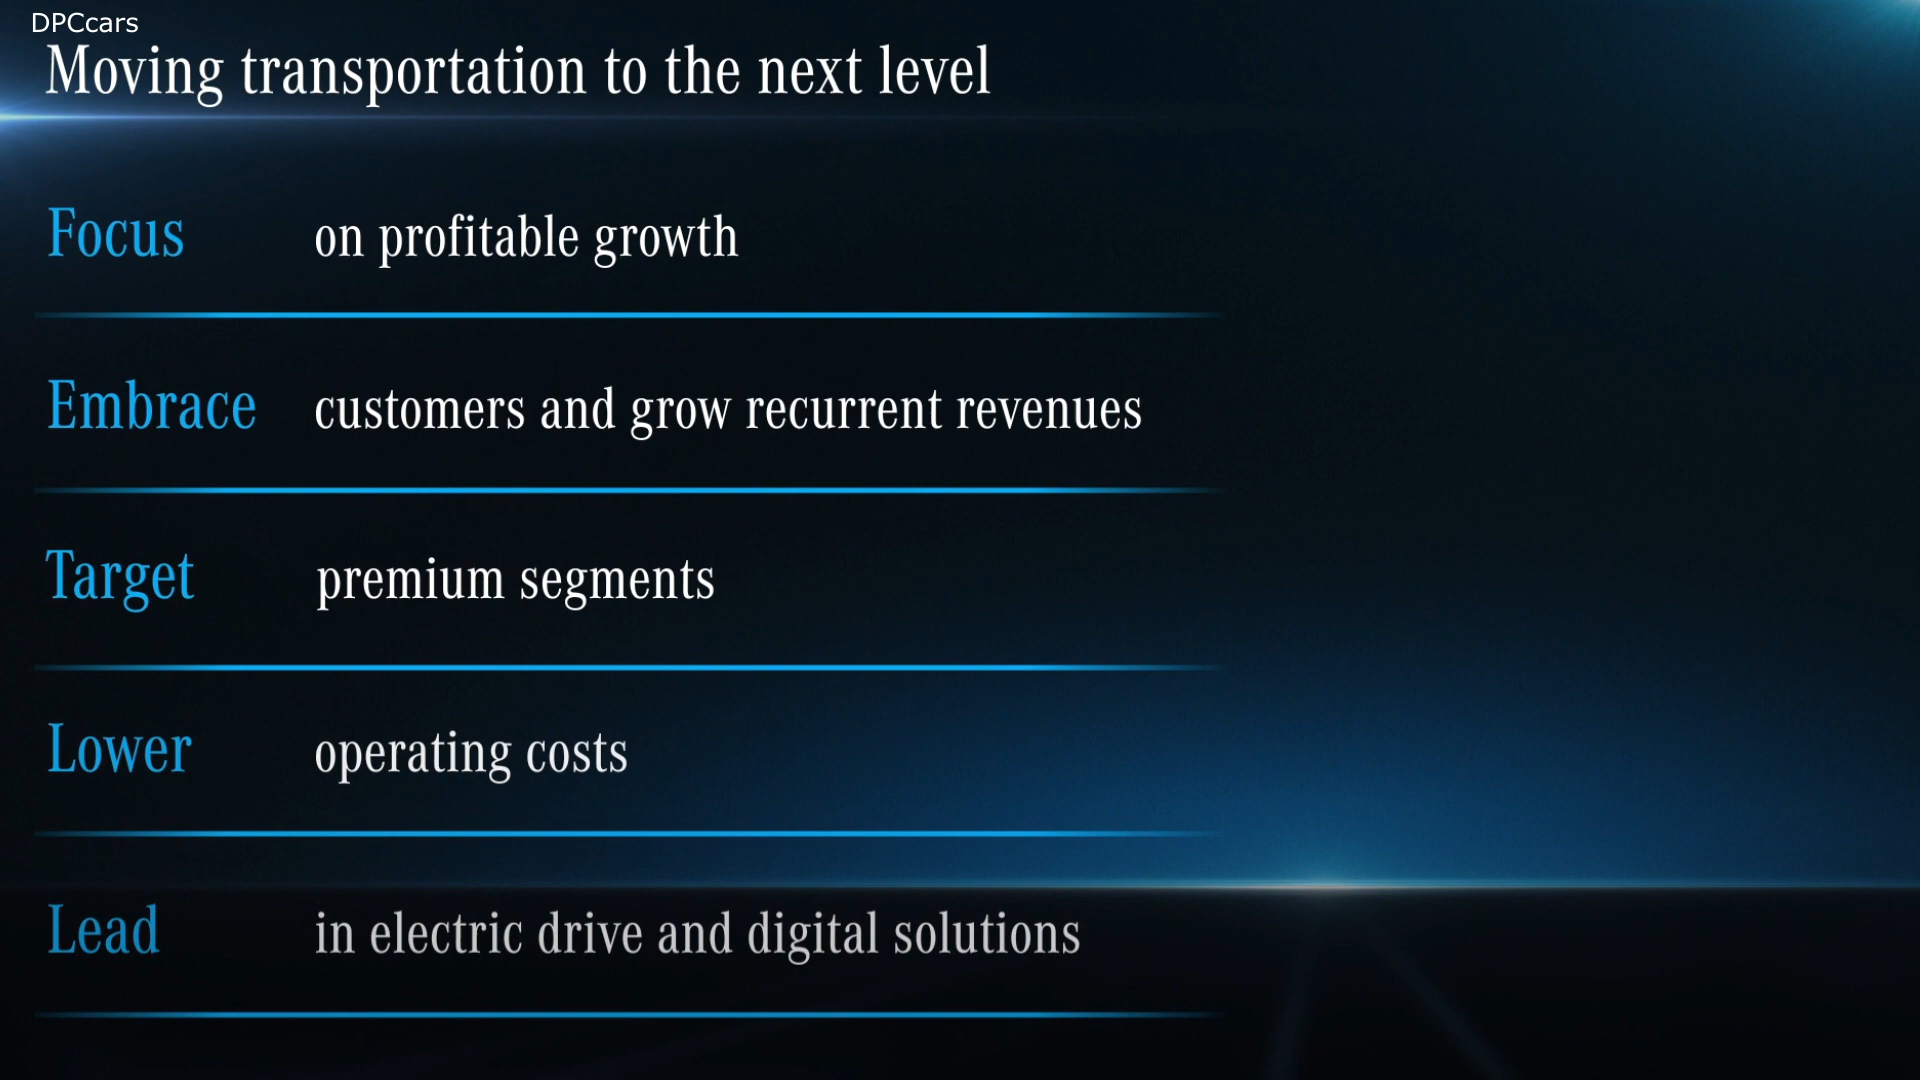 DPCcars
Moving transportation to the next level
Focus on profitable growth
Embrace customers and grow recurrent revenues
Target premium segments
Lower operating costs
Lead in electric drive and digital solutions